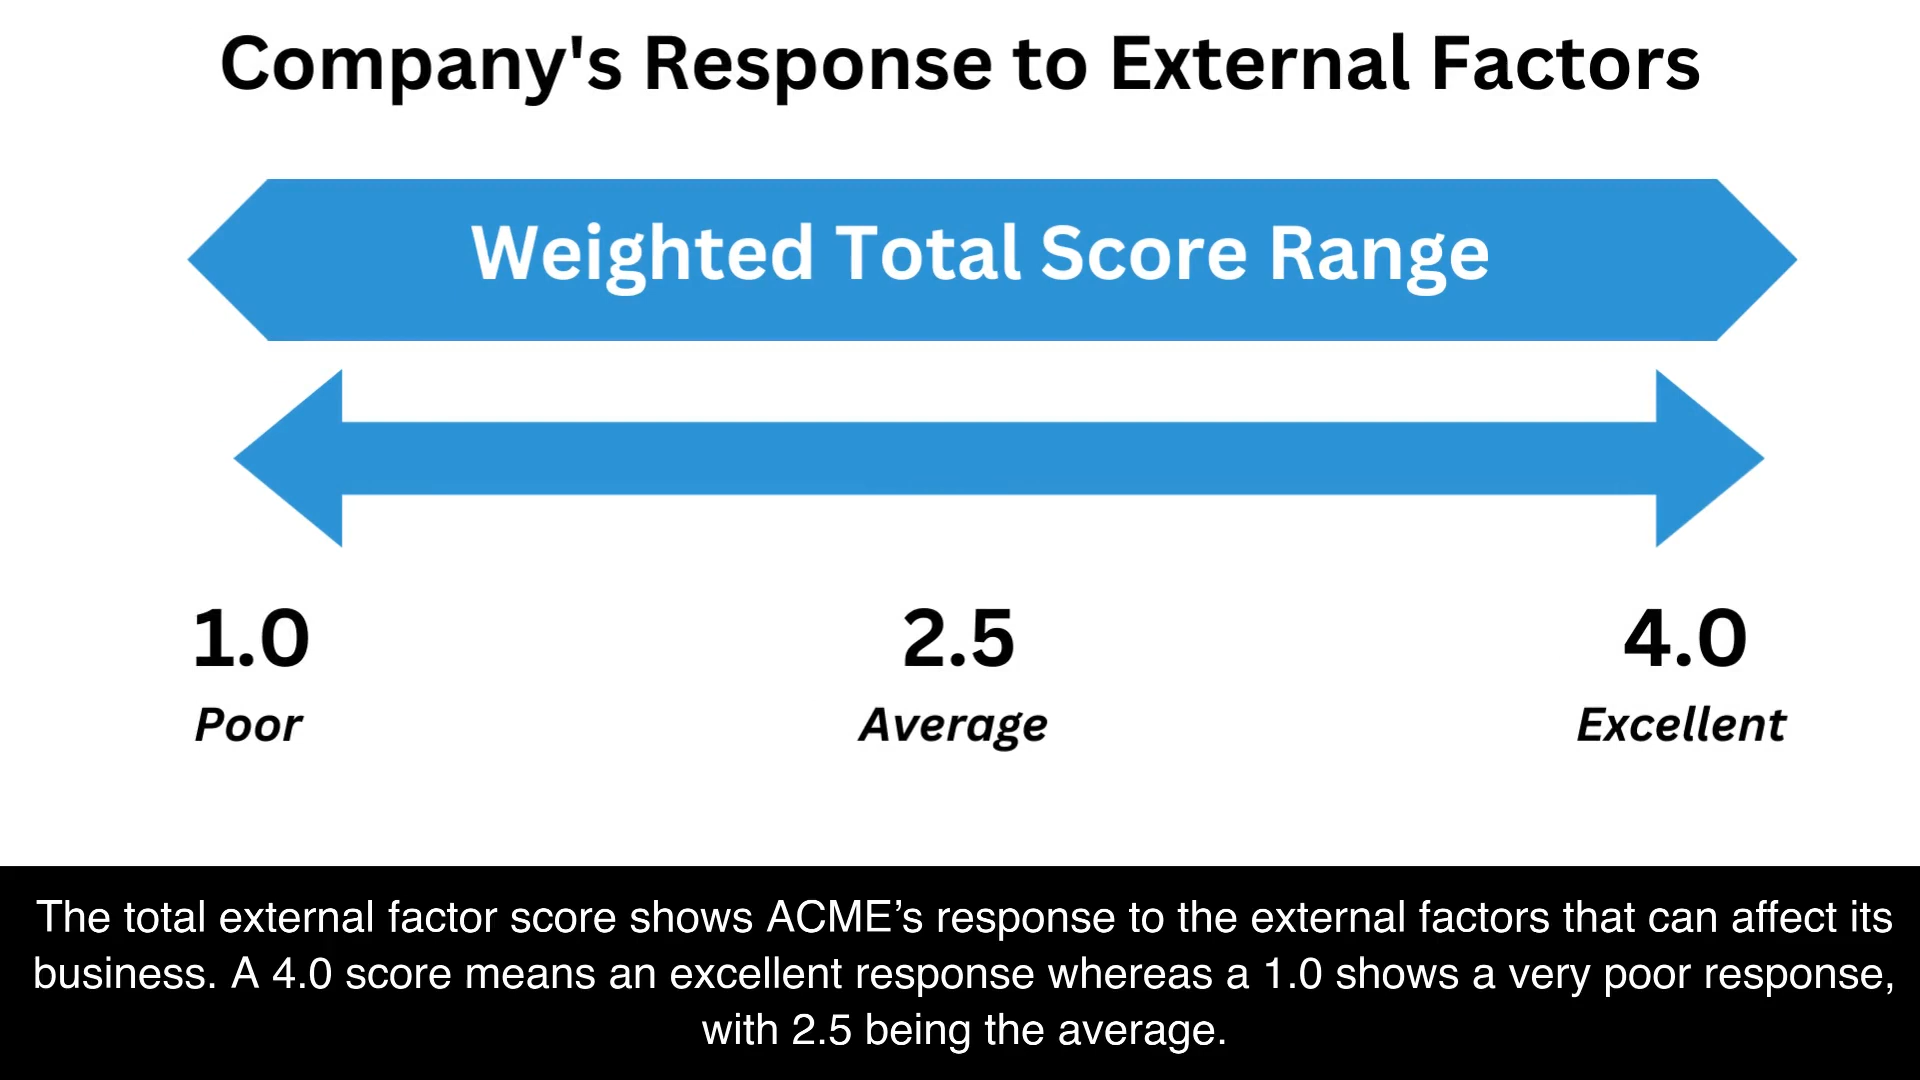 Company's Response to External Factors
Weighted Total Score Range
1.0
2.5
4.0
Poor
Average
Excellent
The total external factor score shows ACME’s response to the external factors that can affect its
business. A 4.0 score means an excellent response whereas a 1.0 shows a very poor response,
with 2.5 being the average.